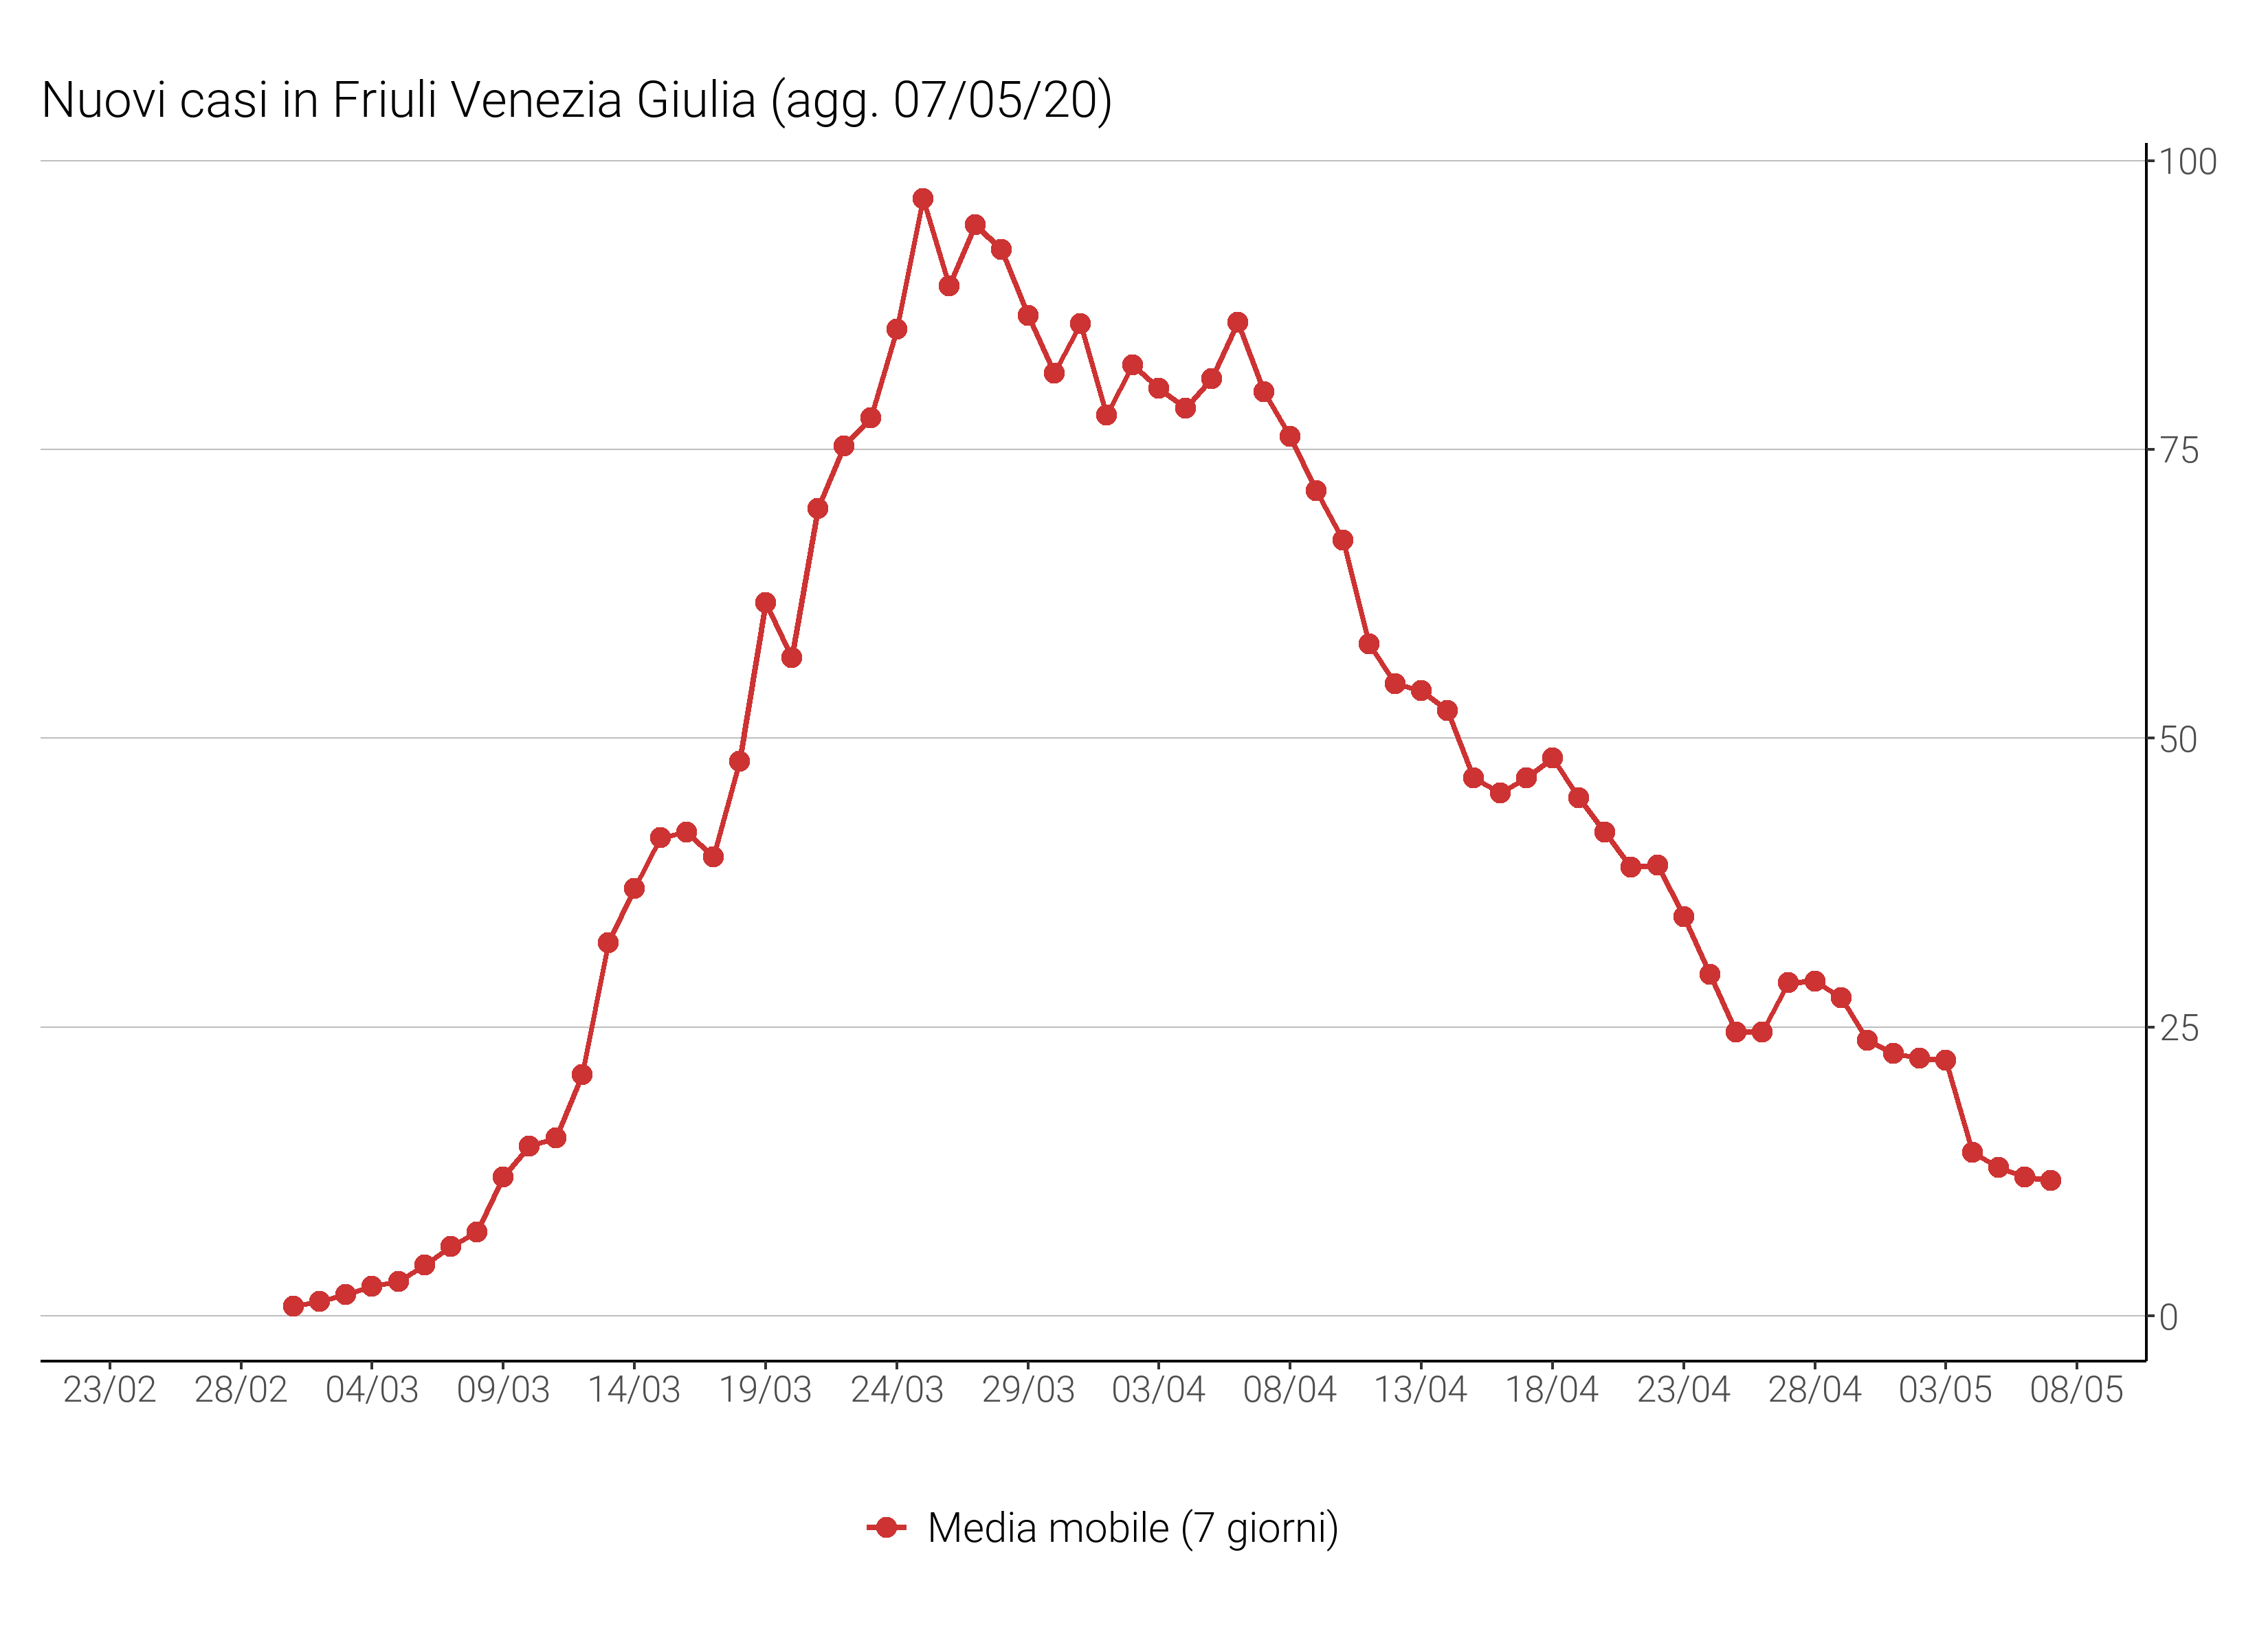 Nuovi casi in Friuli Venezia Giulia (agg. 07/05/20)
100
75
50
25
0
23/02 28/02 04/03 09/03 14/03 19/03 24/03 29/03 03/04 08/04 13/04 18/04 23/04 28/04 03/05 08/05
Media mobile (7 giorni)